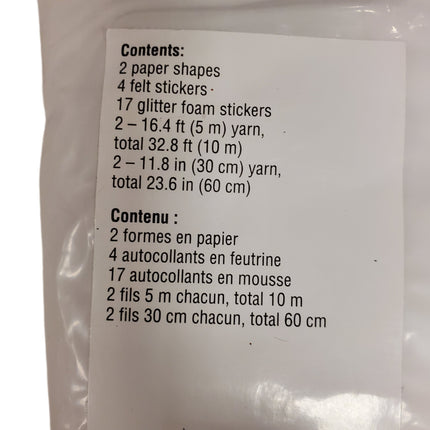 Contents:
2 paper shapes
4 felt stickers
17 glitter foam stickers
2 – 16.4 ft (5 m) yarn,
total 32.8 ft (10 m)
2 – 11.8 in (30 cm) yarn,
total 23.6 in (60 cm)
Contenu :
2 formes en papier
4 autocollants en feutrine
17 autocollants en mousse
2 fils 5 m chacun, total 10 m
2 fils 30 cm chacun, total 60 cm